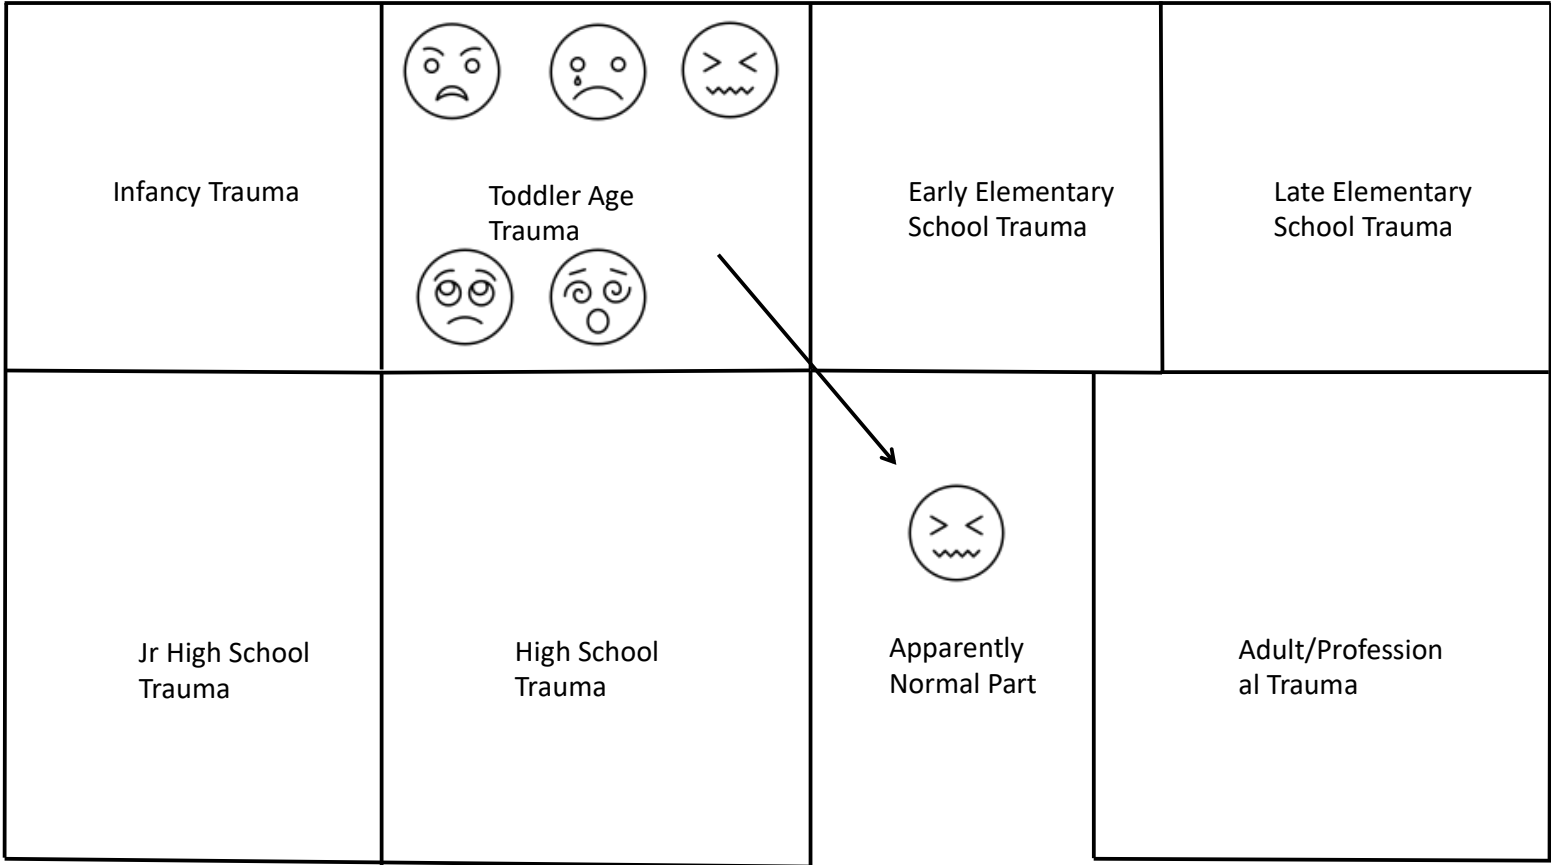 Infancy Trauma
Toddler Age
Trauma
Early Elementary
School Trauma
Late Elementary
School Trauma
Jr High School
Trauma
High School
Trauma
Apparently
Normal Part
Adult/Profession
al Trauma